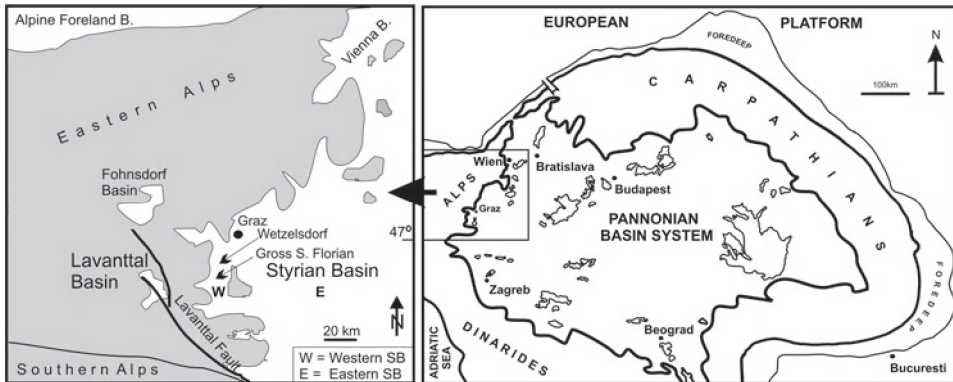 Alpine Foreland B.
Vienna B.
Eastern Alps
Fohnsdorf
Basin
Graz
Wetzelsdorf
Gross S. Florian
Lavanttal
Basin
Styrian Basin
W
E
Lavanttal Fault
N
20 km
W = Western SB
E = Eastern SB
Southern Alps
EUROPEAN
PLATFORM
FOREDEEP
N
100km
CARPATHIANS
Wien
Bratislava
Budapest
ALPS
Graz
47°
PANNONIAN
BASIN SYSTEM
Zagreb
Beograd
FOREDEEP
ADRIATIC
SEA
DINARIDES
Bucuresti